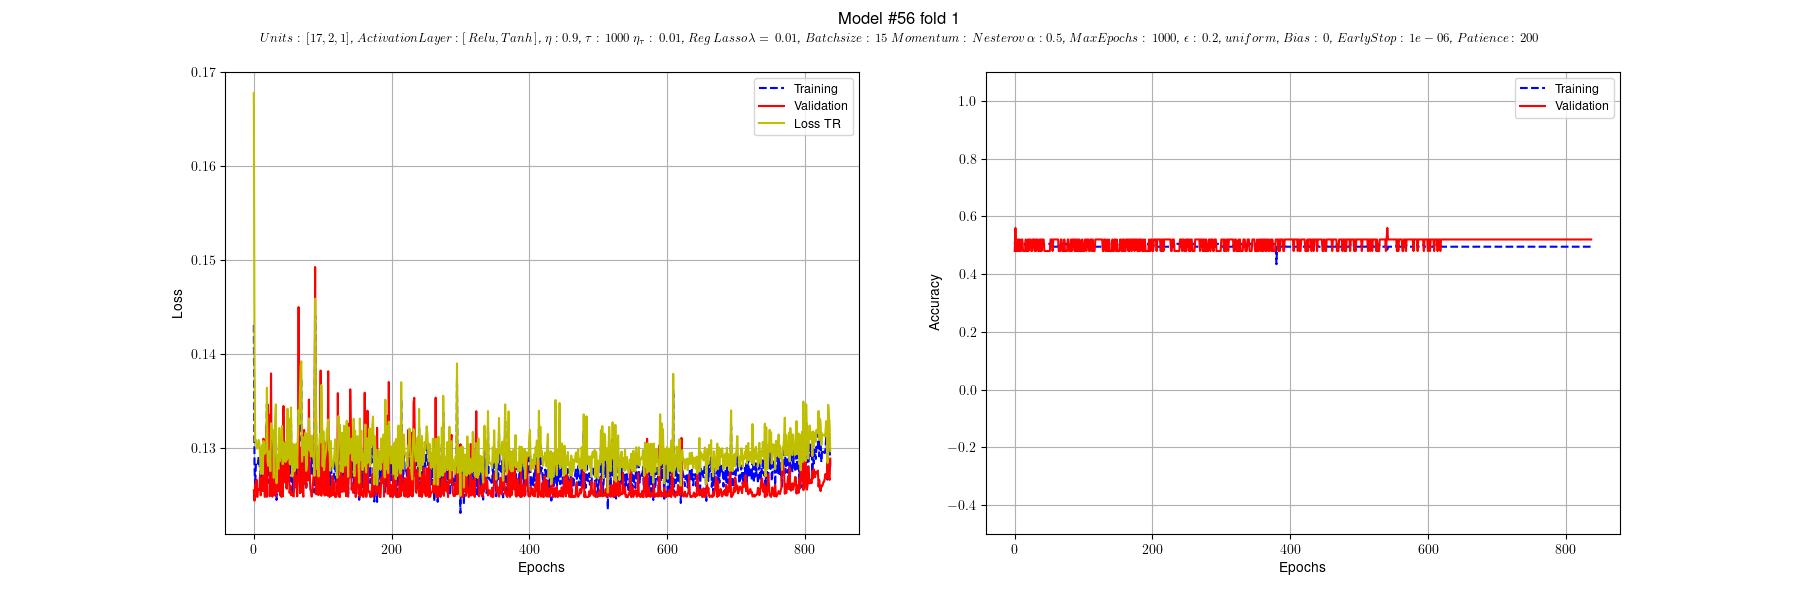 Model #56 fold 1
Units : [17, 2, 1], ActivationLayer : [ Relu, Tanh ], η : 0.9, τ : 1000 ητ : 0.01, Reg Lasso λ = 0.01, Batchsize : 15 Momentum : Nesterov α : 0.5, MaxEpochs : 1000, ϵ : 0.2, uniform, Bias : 0, EarlyStop : 1e − 06, Patience : 200
0.17
0.16
0.15
0.14
0.13
Loss
0 200 400 600 800
Epochs
Training
Validation
Loss TR
1.0
0.8
0.6
0.4
0.2
0.0
−0.2
−0.4
Accuracy
0 200 400 600 800
Epochs
Training
Validation